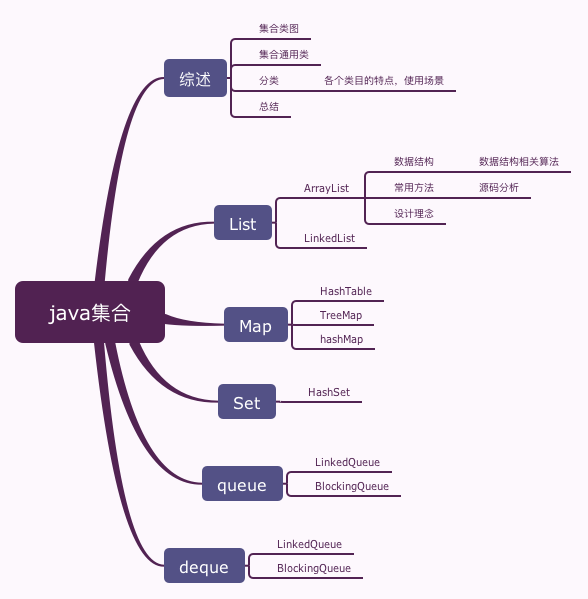 java集合
综述
集合类图
集合通用类
分类
各个类目的特点，使用场景
总结
List
ArrayList
数据结构
数据结构相关算法
常用方法
源码分析
设计理念
LinkedList
Map
HashTable
TreeMap
hashMap
Set
HashSet
queue
LinkedQueue
BlockingQueue
deque
LinkedQueue
BlockingQueue